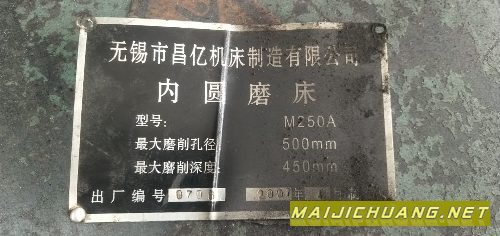 无锡市昌亿机床制造有限公司
内圆磨床
型号: M250A
最大磨削孔径: 500mm
最大磨削深度: 450mm
出厂编号 年
MAIJICHUANG.NET